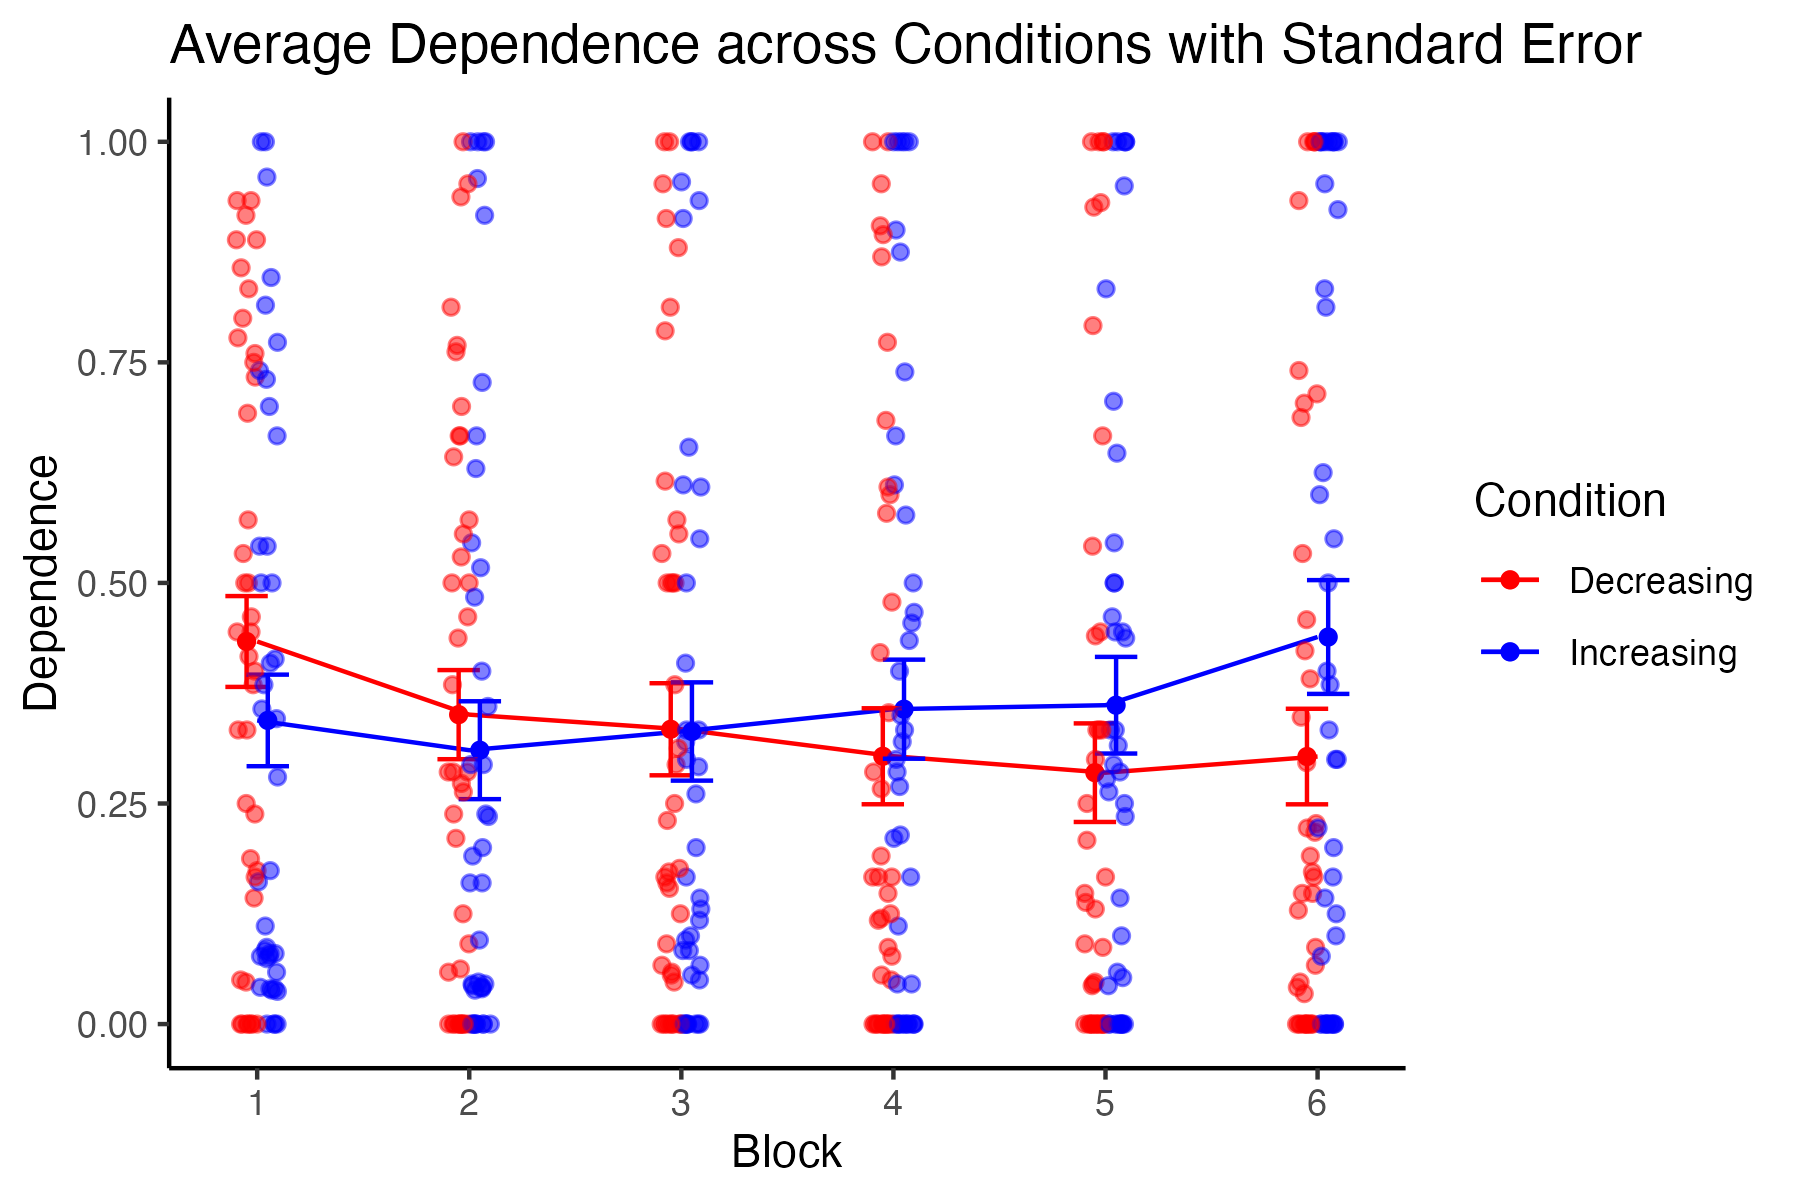 Average Dependence across Conditions with Standard Error
Dependence
1.00
0.75
0.50
0.25
0.00
1 2 3 4 5 6
Block
Condition
Decreasing
Increasing